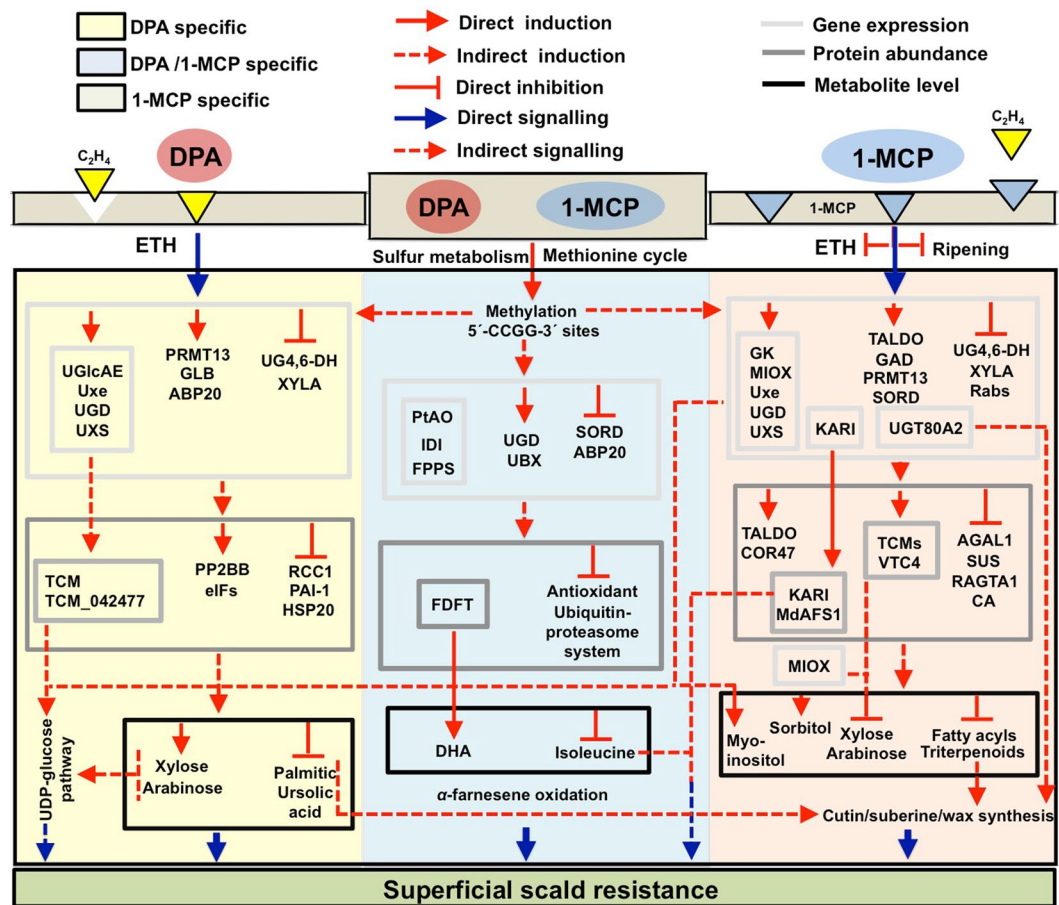 DPA specific
DPA /1-MCP specific
1-MCP specific
Direct induction
Indirect induction
Direct inhibition
Direct signalling
Indirect signalling
Gene expression
Protein abundance
Metabolite level
C2H4
DPA
DPA
1-MCP
1-MCP
C2H4
1-MCP
ETH
Sulfur metabolism
Methionine cycle
ETH
Ripening
Methylation
5´-CCGG-3´ sites
UGlcAE
Uxe
UGD
UXS
PRMT13
GLB
ABP20
UG4,6-DH
XYLA
TCM
TCM_042477
PP2BB
eIFs
RCC1
PAI-1
HSP20
UDP-glucose
pathway
Xylose
Arabinose
Palmitic
Ursolic
acid
PtAO
IDI
FPPS
UGD
UBX
SORD
ABP20
FDFT
Antioxidant
Ubiquitin-
proteasome
system
DHA
Isoleucine
α-farnesene oxidation
GK
MIOX
Uxe
UGD
UXS
KARI
TALDO
GAD
PRMT13
SORD
UGT80A2
UG4,6-DH
XYLA
Rabs
TALDO
COR47
KARI
MdAFS1
TCMs
VTC4
AGAL1
SUS
RAGTA1
CA
MIOX
Myo-
inositol
Sorbitol
Xylose
Arabinose
Fatty acyls
Triterpenoids
Cutin/suberine/wax synthesis
Superficial scald resistance